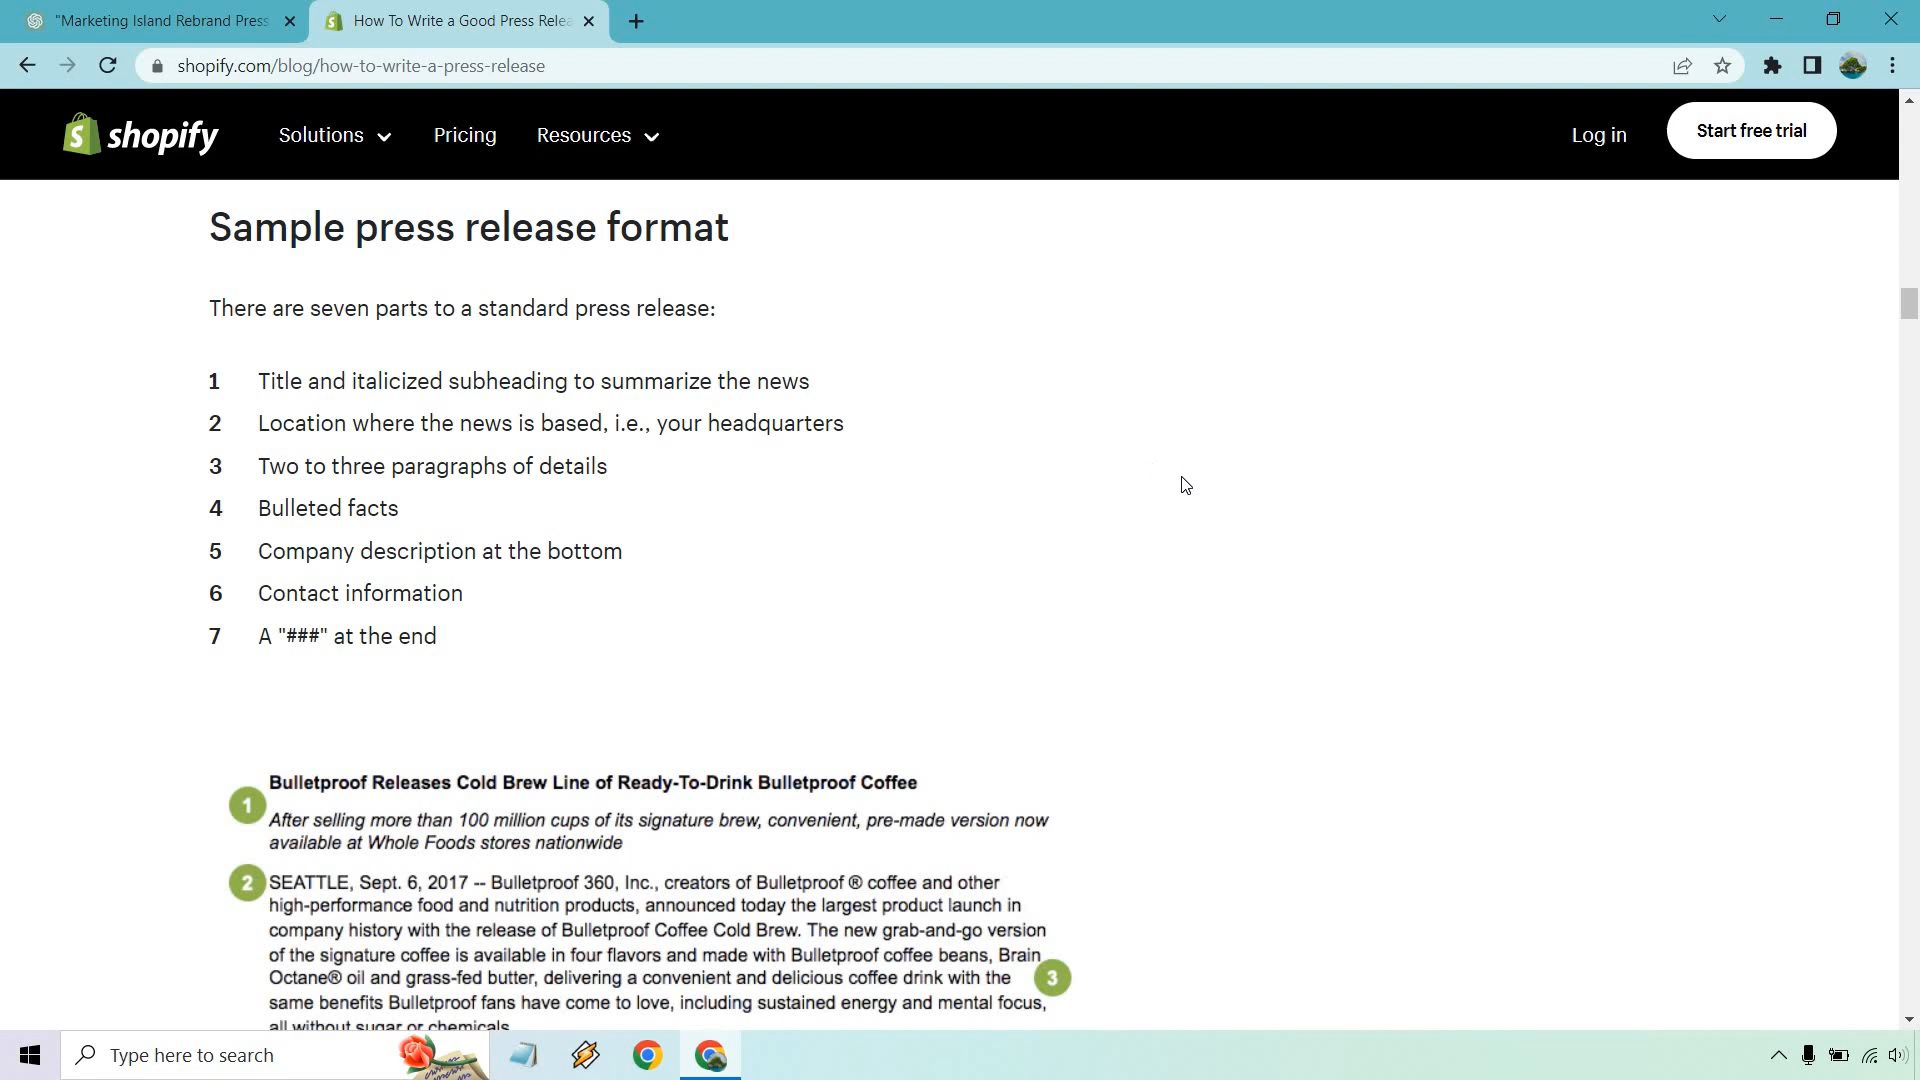 "Marketing Island Rebrand Press
How To Write a Good Press Relea
shopify.com/blog/how-to-write-a-press-release
shopify
Solutions
Pricing
Resources
Log in
Start free trial
Sample press release format
There are seven parts to a standard press release:
1 Title and italicized subheading to summarize the news
2 Location where the news is based, i.e., your headquarters
3 Two to three paragraphs of details
4 Bulleted facts
5 Company description at the bottom
6 Contact information
7 A "###" at the end
Bulletproof Releases Cold Brew Line of Ready-To-Drink Bulletproof Coffee
1
After selling more than 100 million cups of its signature brew, convenient, pre-made version now
available at Whole Foods stores nationwide
2 SEATTLE, Sept. 6, 2017 -- Bulletproof 360, Inc., creators of Bulletproof ® coffee and other
high-performance food and nutrition products, announced today the largest product launch in
company history with the release of Bulletproof Coffee Cold Brew. The new grab-and-go version
of the signature coffee is available in four flavors and made with Bulletproof coffee beans, Brain
Octane® oil and grass-fed butter, delivering a convenient and delicious coffee drink with the
3
same benefits Bulletproof fans have come to love, including sustained energy and mental focus,
all without sugar or chemicals
Type here to search